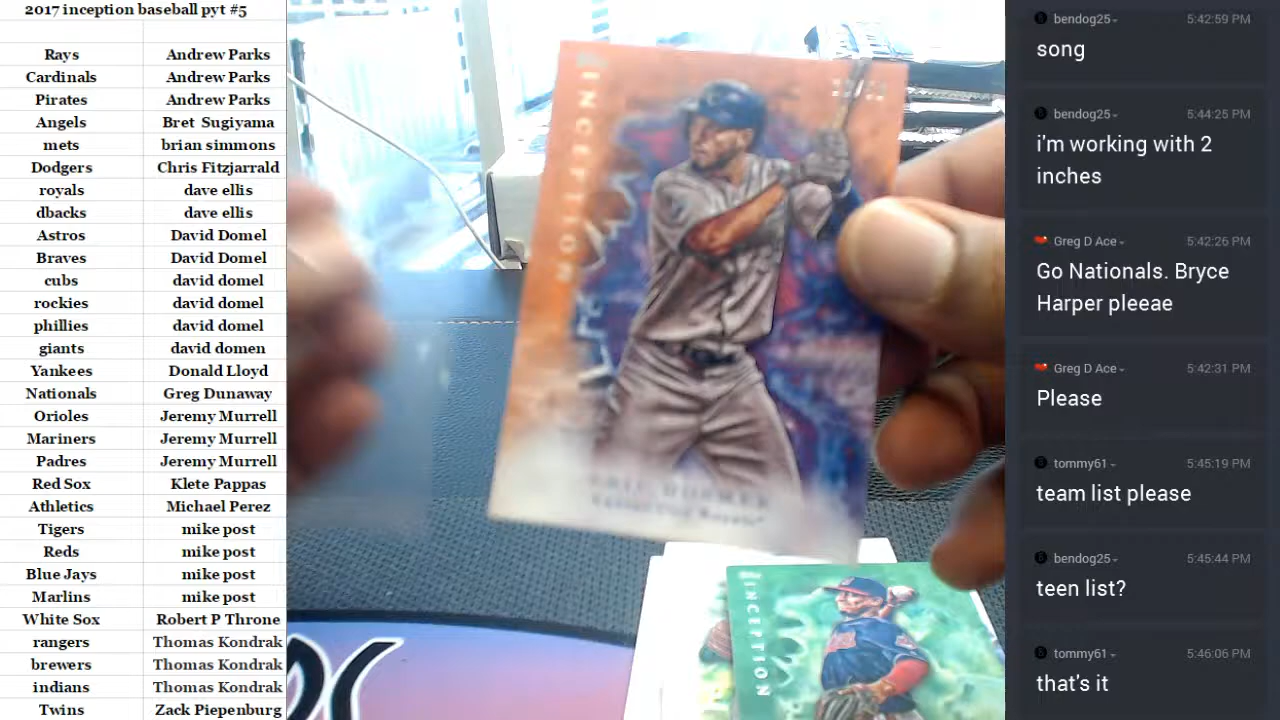 2017 inception baseball pyt #5
Rays Andrew Parks
Cardinals Andrew Parks
Pirates Andrew Parks
Angels Bret Sugiyama
mets brian simmons
Dodgers Chris Fitzjarrald
royals dave ellis
dbacks dave ellis
Astros David Domel
Braves David Domel
cubs david domel
rockies david domel
phillies david domel
giants david domen
Yankees Donald Lloyd
Nationals Greg Dunaway
Orioles Jeremy Murrell
Mariners Jeremy Murrell
Padres Jeremy Murrell
Red Sox Klete Pappas
Athletics Michael Perez
Tigers mike post
Reds mike post
Blue Jays mike post
Marlins mike post
White Sox Robert P Throne
rangers Thomas Kondrak
brewers Thomas Kondrak
indians Thomas Kondrak
Twins Zack Piepenburg
INCEPTION
ERIC HOSMER
Kansas City Royals
INCEPTION
bendog25 5:42:59 PM
song
bendog25 5:44:25 PM
i'm working with 2
inches
Greg D Ace 5:42:26 PM
Go Nationals. Bryce
Harper pleeae
Greg D Ace 5:42:31 PM
Please
tommy61 5:45:19 PM
team list please
bendog25 5:45:44 PM
teen list?
tommy61 5:46:06 PM
that's it